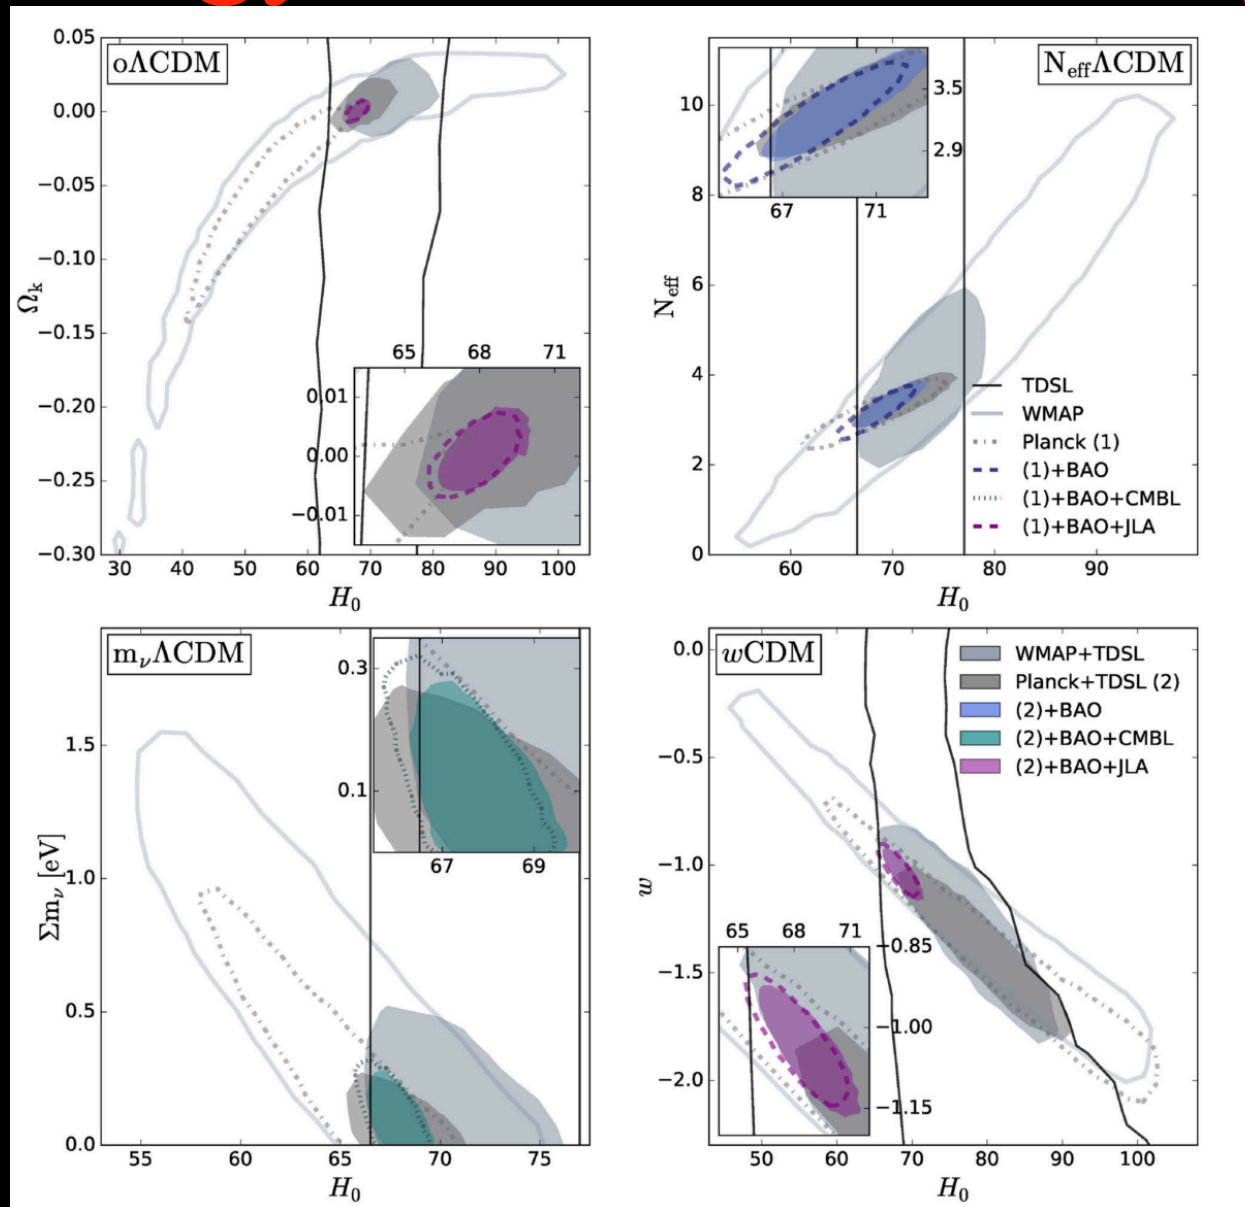 oΛCDM
0.05
0.00
−0.05
−0.10
−0.15
−0.20
−0.25
−0.30
Ωk
65 68 71
0.01
0.00
−0.01
30 40 50 60 70 80 90 100
H0
NeffΛCDM
10
8
6
4
2
0
Neff
3.5
2.9
67 71
TDSL
WMAP
Planck (1)
(1)+BAO
(1)+BAO+CMBL
(1)+BAO+JLA
60 70 80 90
H0
mνΛCDM
1.5
1.0
0.5
0.0
Σmν [eV]
0.3
0.1
67 69
55 60 65 70 75
H0
wCDM
0.0
−0.5
−1.0
−1.5
−2.0
w
WMAP+TDSL
Planck+TDSL (2)
(2)+BAO
(2)+BAO+CMBL
(2)+BAO+JLA
65 68 71
−0.85
−1.00
−1.15
50 60 70 80 90 100
H0